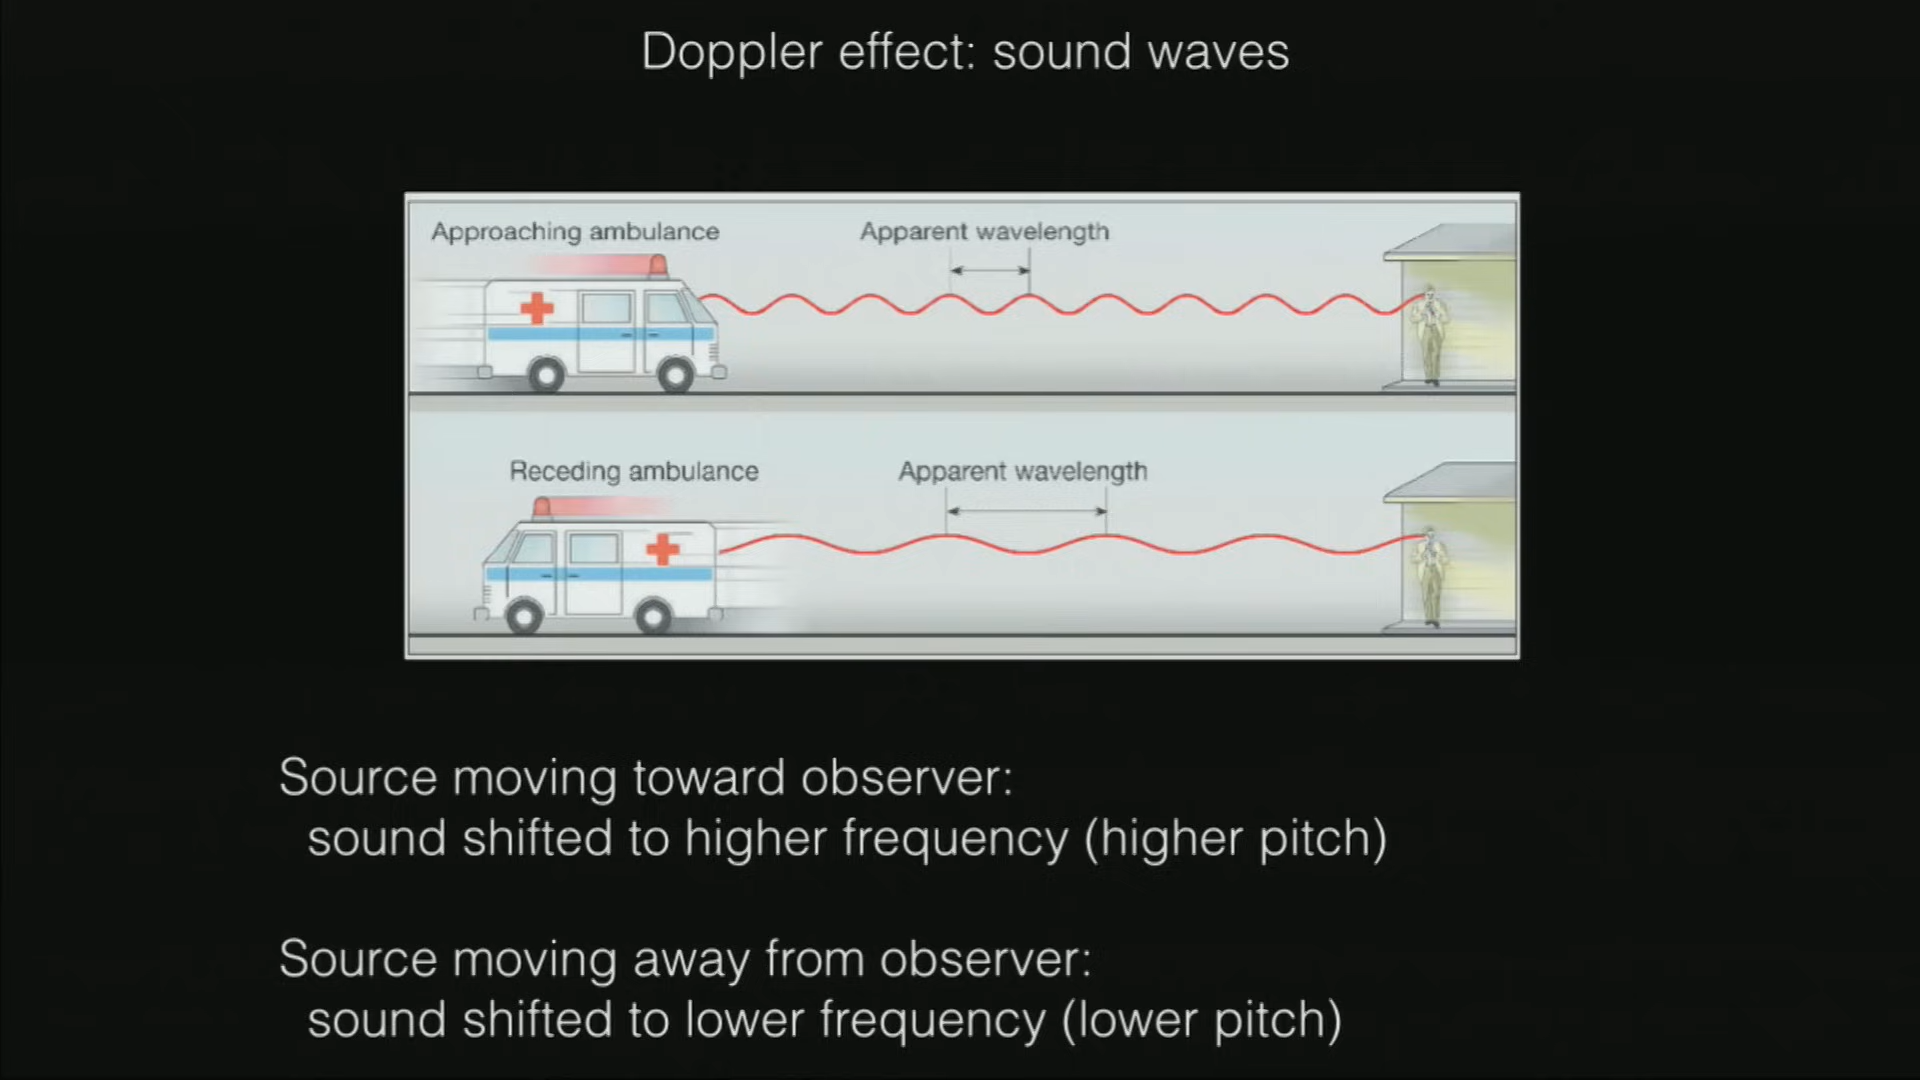 Doppler effect: sound waves
Approaching ambulance
Apparent wavelength
Receding ambulance
Apparent wavelength
Source moving toward observer:
sound shifted to higher frequency (higher pitch)
Source moving away from observer:
sound shifted to lower frequency (lower pitch)